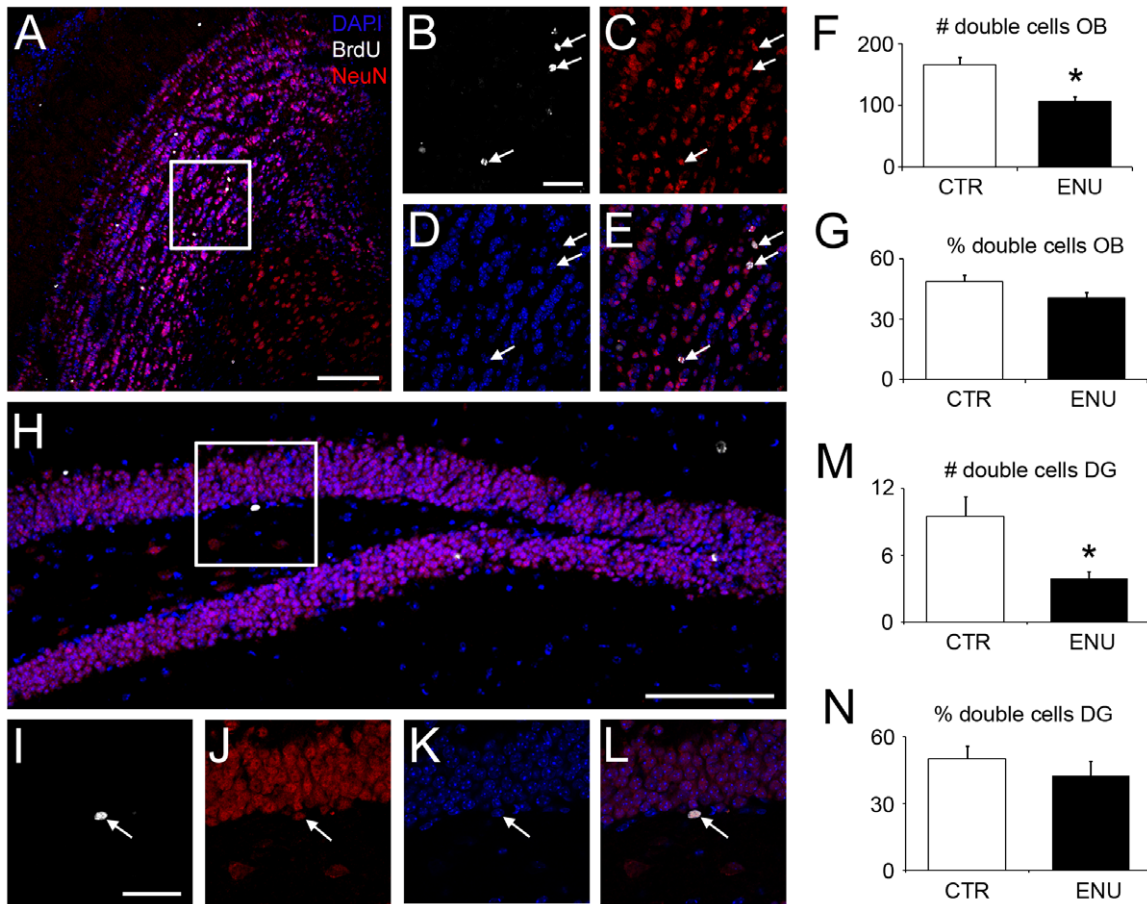 A
DAPI
BrdU
NeuN
B
C
D
E
F
# double cells OB
200
100
0
*
CTR
ENU
G
% double cells OB
60
30
0
CTR
ENU
H
I
J
K
L
M
# double cells DG
12
6
0
*
CTR
ENU
N
% double cells DG
60
30
0
CTR
ENU